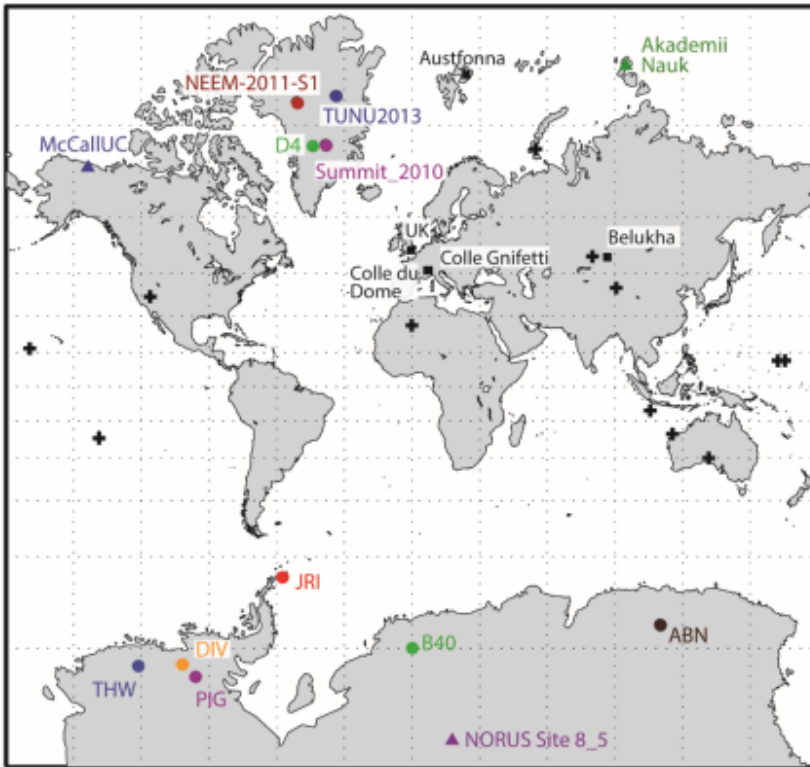 Austfonna
Akademii
Nauk
NEEM-2011-S1
TUNU2013
McCallUC
D4
Summit_2010
UK
Belukha
Colle Gnifetti
Colle du
Dome
JRI
ABN
B40
DIV
THW
PIG
NORUS Site 8_5